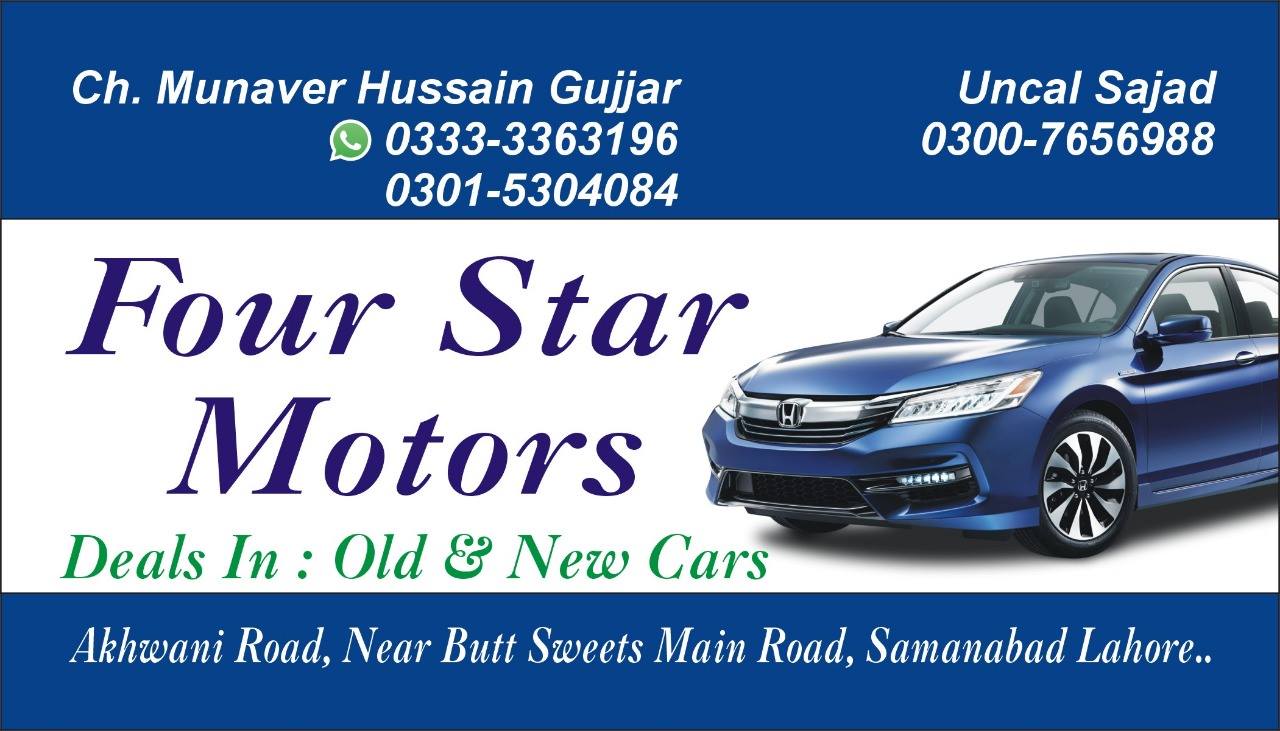 Ch. Munaver Hussain Gujjar
0333-3363196
0301-5304084
Uncal Sajad
0300-7656988
Four Star
Motors
Deals In : Old & New Cars
Akhwani Road, Near Butt Sweets Main Road, Samanabad Lahore..